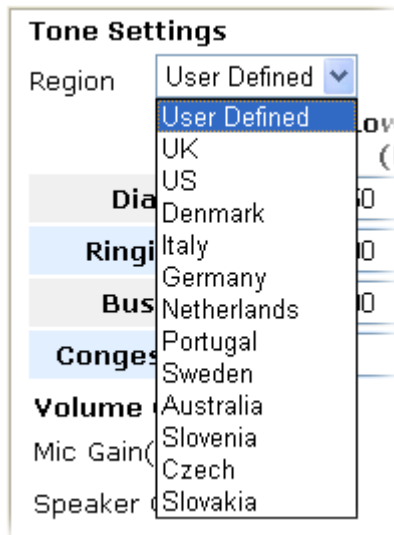 Tone Settings
Region User Defined
User Defined
UK
US
Denmark
Italy
Germany
Netherlands
Portugal
Sweden
Australia
Slovenia
Czech
Slovakia
Volume
Mic Gain(
Speaker